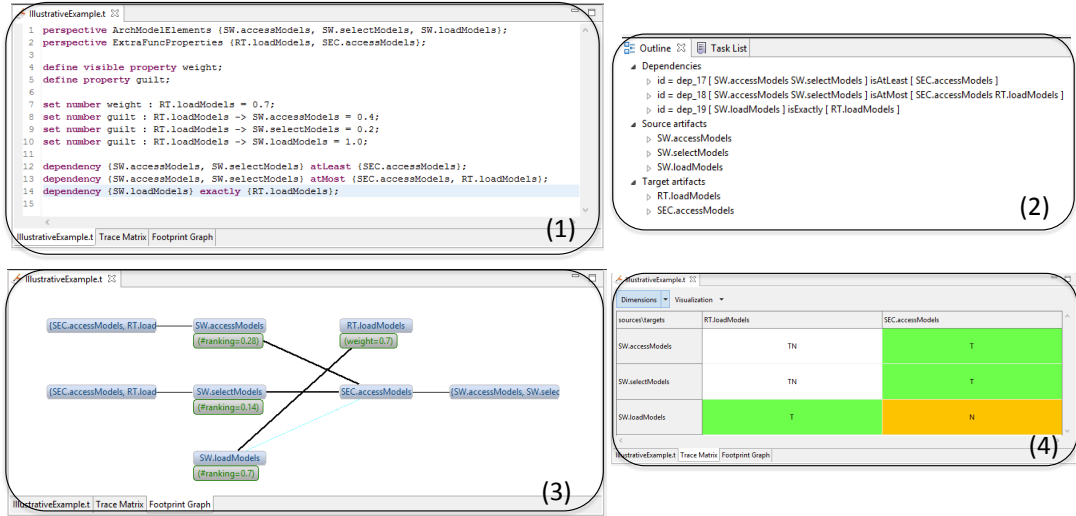 IllustrativeExample.t
1 perspective ArchModelElements {SW.accessModels, SW.selectModels, SW.loadModels};
2 perspective ExtraFuncProperties {RT.loadModels, SEC.accessModels};
3
4 define visible property weight;
5 define property guilt;
6
7 set number weight : RT.loadModels = 0.7;
8 set number guilt : RT.loadModels -> SW.accessModels = 0.4;
9 set number guilt : RT.loadModels -> SW.selectModels = 0.2;
10 set number guilt : RT.loadModels -> SW.loadModels = 1.0;
11
12 dependency {SW.accessModels, SW.selectModels} atLeast {SEC.accessModels};
13 dependency {SW.accessModels, SW.selectModels} atMost {SEC.accessModels, RT.loadModels};
14 dependency {SW.loadModels} exactly {RT.loadModels};
15
IllustrativeExample.t Trace Matrix Footprint Graph
(1)
Outline Task List
Dependencies
id = dep_17 [ SW.accessModels SW.selectModels ] isAtLeast [ SEC.accessModels ]
id = dep_18 [ SW.accessModels SW.selectModels ] isAtMost [ SEC.accessModels RT.loadModels ]
id = dep_19 [ SW.loadModels ] isExactly [ RT.loadModels ]
Source artifacts
SW.accessModels
SW.selectModels
SW.loadModels
Target artifacts
RT.loadModels
SEC.accessModels
(2)
IllustrativeExample.t
{SEC.accessModels, RT.load SW.accessModels RT.loadModels
(#ranking=0.28) (weight=0.7)
{SEC.accessModels, RT.load SW.selectModels SEC.accessModels {SW.accessModels, SW.selec
(#ranking=0.14)
SW.loadModels
(#ranking=0.7)
IllustrativeExample.t Trace Matrix Footprint Graph
(3)
IllustrativeExample.t
Dimensions Visualization
sources\targets RT.loadModels SEC.accessModels
SW.accessModels TN T
SW.selectModels TN T
SW.loadModels T N
IllustrativeExample.t Trace Matrix Footprint Graph
(4)